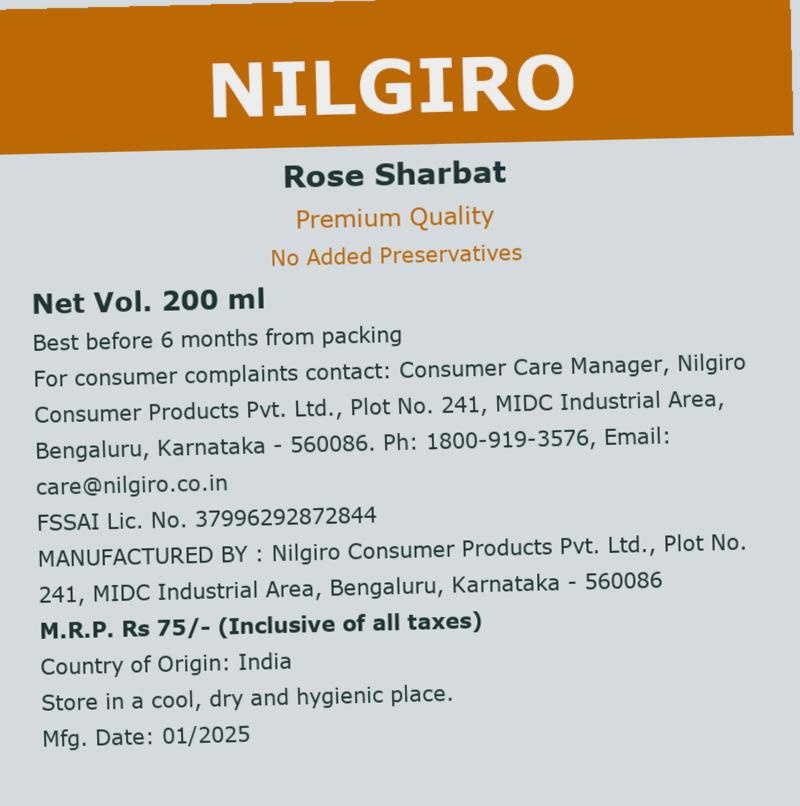 NILGIRO
Rose Sharbat
Premium Quality
No Added Preservatives
Net Vol. 200 ml
Best before 6 months from packing
For consumer complaints contact: Consumer Care Manager, Nilgiro
Consumer Products Pvt. Ltd., Plot No. 241, MIDC Industrial Area,
Bengaluru, Karnataka - 560086. Ph: 1800-919-3576, Email:
care@nilgiro.co.in
FSSAI Lic. No. 37996292872844
MANUFACTURED BY : Nilgiro Consumer Products Pvt. Ltd., Plot No.
241, MIDC Industrial Area, Bengaluru, Karnataka - 560086
M.R.P. Rs 75/- (Inclusive of all taxes)
Country of Origin: India
Store in a cool, dry and hygienic place.
Mfg. Date: 01/2025